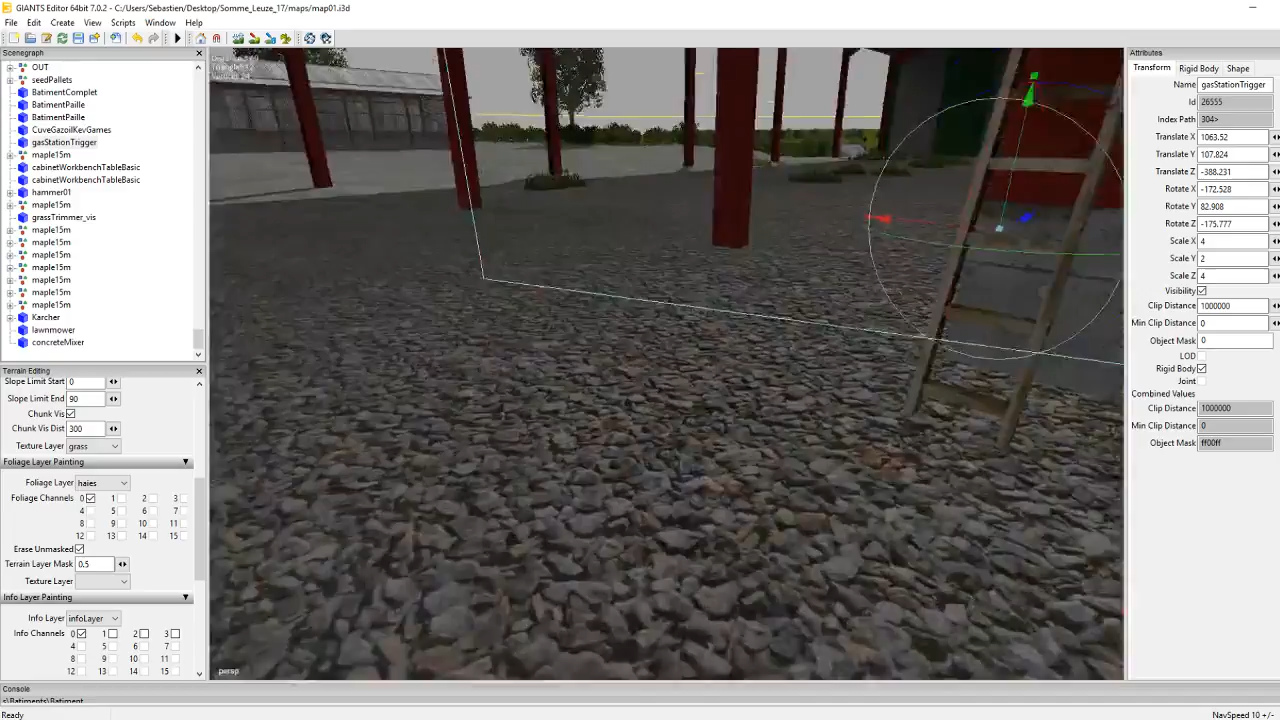 GIANTS Editor 64bit 7.0.2 - C:/Users/Sebastien/Desktop/Somme_Leuze_17/maps/map01.i3d
File Edit Create View Scripts Window Help
Scenegraph
OUT
seedPallets
BatimentComplet
BatimentPaille
BatimentPaille
CuveGazoilKevGames
gasStationTrigger
maple15m
cabinetWorkbenchTableBasic
cabinetWorkbenchTableBasic
hammer01
maple15m
grassTrimmer_vis
maple15m
maple15m
maple15m
maple15m
maple15m
maple15m
maple15m
Karcher
lawnmower
concreteMixer
Terrain Editing
Slope Limit Start 0
Slope Limit End 90
Chunk Vis
Chunk Vis Dist 300
Texture Layer grass
Foliage Layer Painting
Foliage Layer haies
Foliage Channels 0 1 2 3
4 5 6 7
8 9 10 11
12 13 14 15
Erase Unmasked
Terrain Layer Mask 0.5
Texture Layer
Info Layer Painting
Info Layer infoLayer
Info Channels 0 1 2 3
4 5 6 7
8 9 10 11
12 13 14 15
persp
Attributes
Transform Rigid Body Shape
Name gasStationTrigger
Id 26555
Index Path 304>
Translate X 1063.52
Translate Y 107.824
Translate Z -388.231
Rotate X -172.528
Rotate Y 82.908
Rotate Z -175.777
Scale X 4
Scale Y 2
Scale Z 4
Visibility
Clip Distance 1000000
Min Clip Distance 0
Object Mask 0
LOD
Rigid Body
Joint
Combined Values
Clip Distance 1000000
Min Clip Distance 0
Object Mask ff00ff
Console
s\Batiments\Batiment
Ready
NavSpeed 10 +/-